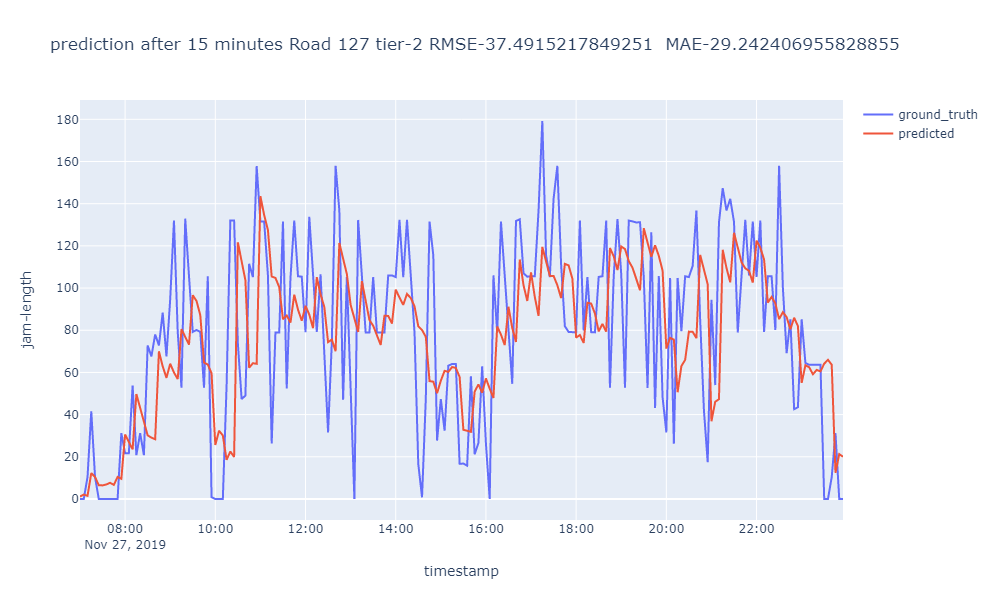 prediction after 15 minutes Road 127 tier-2 RMSE-37.4915217849251  MAE-29.242406955828855
ground_truth
predicted
180
160
140
120
100
80
60
40
20
0
jam-length
08:00 10:00 12:00 14:00 16:00 18:00 20:00 22:00
Nov 27, 2019
timestamp